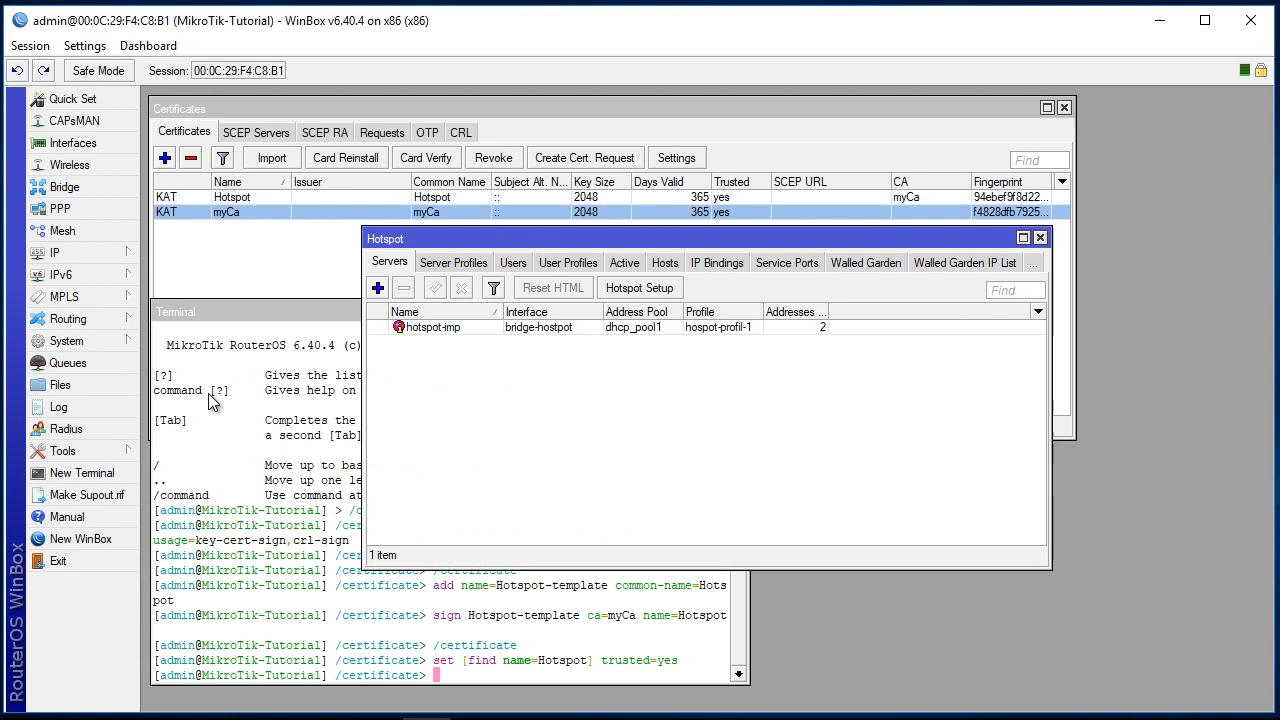 admin@00:0C:29:F4:C8:B1 (MikroTik-Tutorial) - WinBox v6.40.4 on x86 (x86)
Session Settings Dashboard
Safe Mode Session: 00:0C:29:F4:C8:B1
Quick Set
CAPsMAN
Interfaces
Wireless
Bridge
PPP
Mesh
IP
IPv6
MPLS
Routing
System
Queues
Files
Log
Radius
Tools
New Terminal
Make Supout.rif
Manual
New WinBox
Exit
RouterOS WinBox
Certificates
Certificates SCEP Servers SCEP RA Requests OTP CRL
Import Card Reinstall Card Verify Revoke Create Cert. Request Settings Find
Name / Issuer Common Name Subject Alt. N... Key Size Days Valid Trusted SCEP URL CA Fingerprint
KAT Hotspot Hotspot :: 2048 365 yes myCa 94ebef9f8d22...
KAT myCa myCa :: 2048 365 yes f4828dfb7925...
Hotspot
Servers Server Profiles Users User Profiles Active Hosts IP Bindings Service Ports Walled Garden Walled Garden IP List ...
Reset HTML Hotspot Setup Find
Name / Interface Address Pool Profile Addresses ...
hotspot-imp bridge-hostpot dhcp_pool1 hospot-profil-1 2
1 item
Terminal
MikroTik RouterOS 6.40.4 (c)
[?] Gives the list
command [?] Gives help on
[Tab] Completes the
a second [Tab]
/ Move up to bas
.. Move up one le
/command Use command at
[admin@MikroTik-Tutorial] > /c
[admin@MikroTik-Tutorial] /cer
usage=key-cert-sign,crl-sign
[admin@MikroTik-Tutorial] /cer
[admin@MikroTik-Tutorial] /certificate> /certificate
[admin@MikroTik-Tutorial] /certificate> add name=Hotspot-template common-name=Hots
pot
[admin@MikroTik-Tutorial] /certificate> sign Hotspot-template ca=myCa name=Hotspot
[admin@MikroTik-Tutorial] /certificate> /certificate
[admin@MikroTik-Tutorial] /certificate> set [find name=Hotspot] trusted=yes
[admin@MikroTik-Tutorial] /certificate>